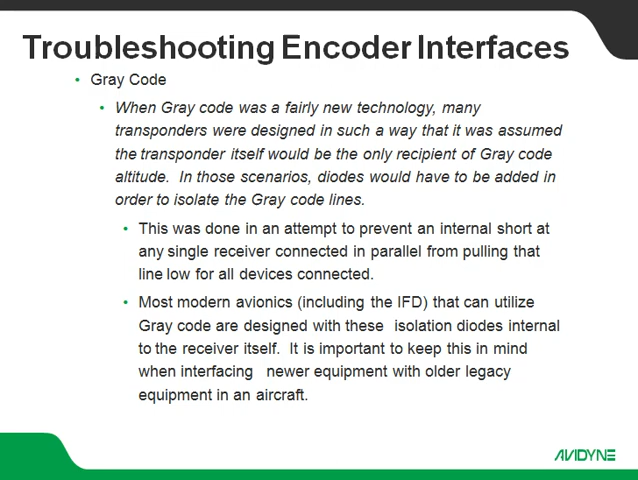 Troubleshooting Encoder Interfaces
• Gray Code
• When Gray code was a fairly new technology, many
transponders were designed in such a way that it was assumed
the transponder itself would be the only recipient of Gray code
altitude.  In those scenarios, diodes would have to be added in
order to isolate the Gray code lines.
• This was done in an attempt to prevent an internal short at
any single receiver connected in parallel from pulling that
line low for all devices connected.
• Most modern avionics (including the IFD) that can utilize
Gray code are designed with these  isolation diodes internal
to the receiver itself.  It is important to keep this in mind
when interfacing   newer equipment with older legacy
equipment in an aircraft.
AVIDYNE